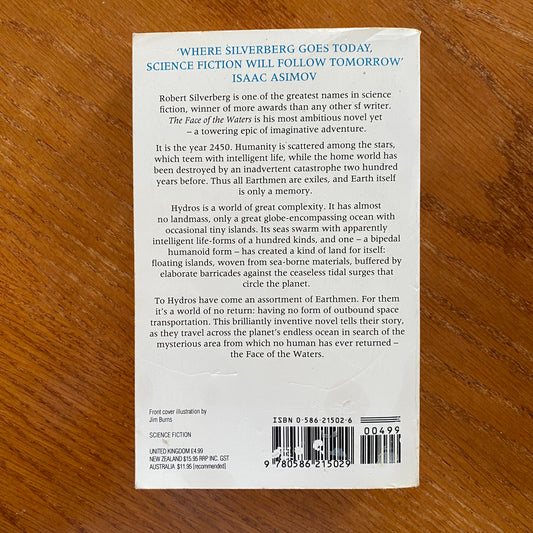 'WHERE SILVERBERG GOES TODAY,
SCIENCE FICTION WILL FOLLOW TOMORROW'
ISAAC ASIMOV
Robert Silverberg is one of the greatest names in science
fiction, winner of more awards than any other sf writer.
The Face of the Waters is his most ambitious novel yet
– a towering epic of imaginative adventure.
It is the year 2450. Humanity is scattered among the stars,
which teem with intelligent life, while the home world has
been destroyed by an inadvertent catastrophe two hundred
years before. Thus all Earthmen are exiles, and Earth itself
is only a memory.
Hydros is a world of great complexity. It has almost
no landmass, only a great globe-encompassing ocean with
occasional tiny islands. Its seas swarm with apparently
intelligent life-forms of a hundred kinds, and one – a bipedal
humanoid form – has created a kind of land for itself:
floating islands, woven from sea-borne materials, buffered by
elaborate barricades against the ceaseless tidal surges that
circle the planet.
To Hydros have come an assortment of Earthmen. For them
it's a world of no return: having no form of outbound space
transportation. This brilliantly inventive novel tells their story,
as they travel across the planet's endless ocean in search of the
mysterious area from which no human has ever returned –
the Face of the Waters.
Front cover illustration by
Jim Burns
SCIENCE FICTION
UNITED KINGDOM £4.99
NEW ZEALAND $15.95 RRP INC. GST
AUSTRALIA $11.95 (recommended)
ISBN 0-586-21502-6
00499
9 780586 215029